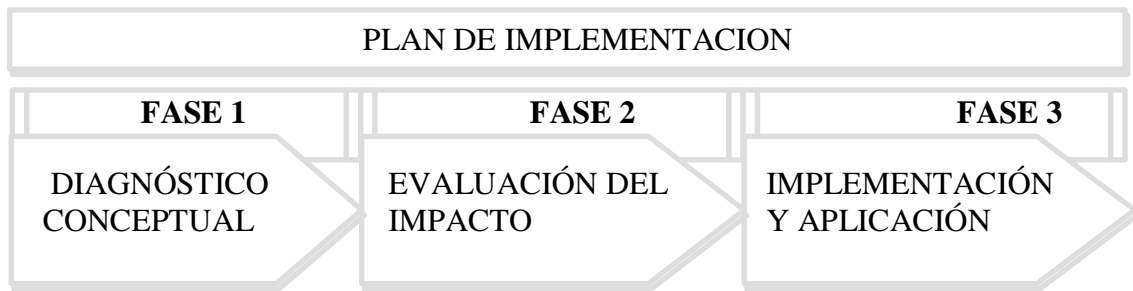 PLAN DE IMPLEMENTACION
FASE 1
FASE 2
FASE 3
DIAGNÓSTICO
CONCEPTUAL
EVALUACIÓN DEL
IMPACTO
IMPLEMENTACIÓN
Y APLICACIÓN